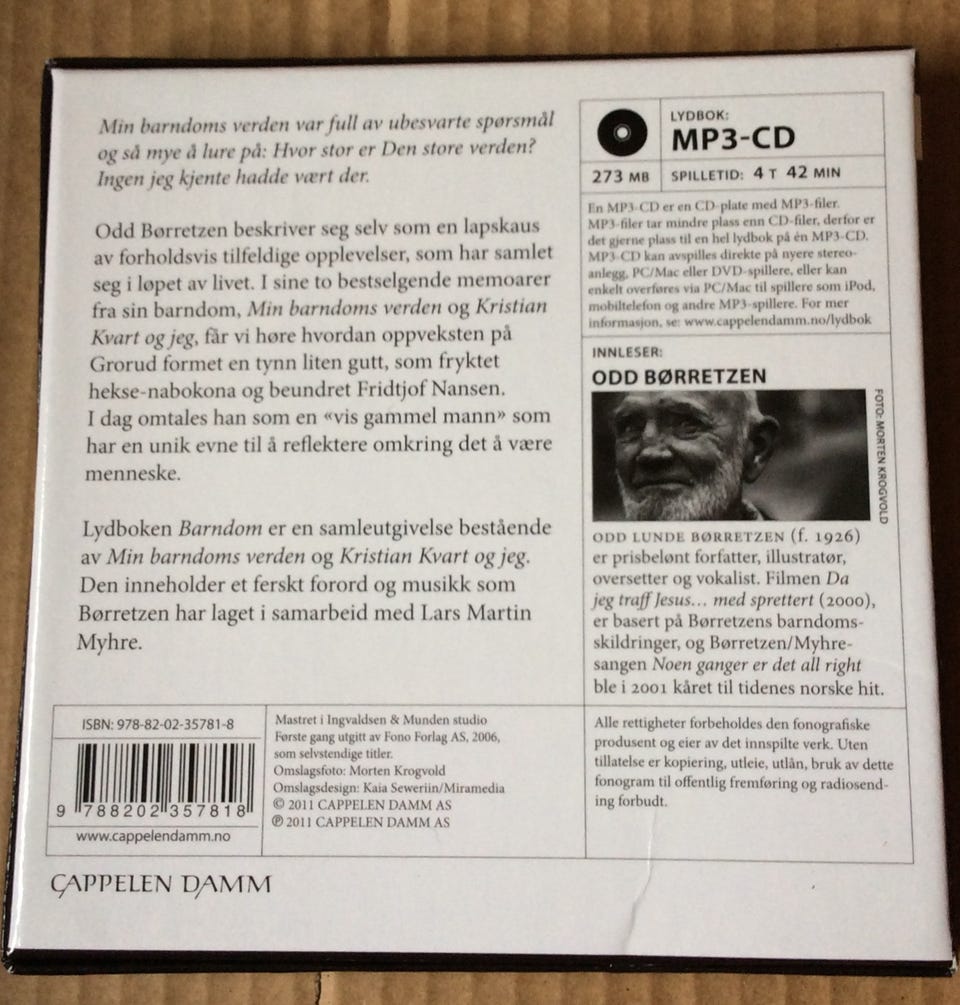 Min barndoms verden var full av ubesvarte spørsmål
og så mye å lure på: Hvor stor er Den store verden?
Ingen jeg kjente hadde vært der.
Odd Børretzen beskriver seg selv som en lapskaus
av forholdsvis tilfeldige opplevelser, som har samlet
seg i løpet av livet. I sine to bestselgende memoarer
fra sin barndom, Min barndoms verden og Kristian
Kvart og jeg, får vi høre hvordan oppveksten på
Grorud formet en tynn liten gutt, som fryktet
hekse-nabokona og beundret Fridtjof Nansen.
I dag omtales han som en «vis gammel mann» som
har en unik evne til å reflektere omkring det å være
menneske.
Lydboken Barndom er en samleutgivelse bestående
av Min barndoms verden og Kristian Kvart og jeg.
Den inneholder et ferskt forord og musikk som
Børretzen har laget i samarbeid med Lars Martin
Myhre.
LYDBOK:
MP3-CD
273 MB
SPILLETID: 4 T 42 MIN
En MP3-CD er en CD-plate med MP3-filer.
MP3-filer tar mindre plass enn CD-filer, derfor er
det gjerne plass til en hel lydbok på én MP3-CD.
MP3-CD kan avspilles direkte på nyere stereo-
anlegg, PC/Mac eller DVD-spillere, eller kan
enkelt overføres via PC/Mac til spillere som iPod,
mobiltelefon og andre MP3-spillere. For mer
informasjon, se: www.cappelendamm.no/lydbok
INNLESER:
ODD BØRRETZEN
FOTO: MORTEN KROGVOLD
ODD LUNDE BØRRETZEN (f. 1926)
er prisbelønt forfatter, illustratør,
oversetter og vokalist. Filmen Da
jeg traff Jesus... med sprettert (2000),
er basert på Børretzens barndoms-
skildringer, og Børretzen/Myhre-
sangen Noen ganger er det all right
ble i 2001 kåret til tidenes norske hit.
ISBN: 978-82-02-35781-8
9 788202 357818
www.cappelendamm.no
Mastret i Ingvaldsen & Munden studio
Første gang utgitt av Fono Forlag AS, 2006,
som selvstendige titler.
Omslagsfoto: Morten Krogvold
Omslagsdesign: Kaia Seweriin/Miramedia
© 2011 CAPPELEN DAMM AS
℗ 2011 CAPPELEN DAMM AS
Alle rettigheter forbeholdes den fonografiske
produsent og eier av det innspilte verk. Uten
tillatelse er kopiering, utleie, utlån, bruk av dette
fonogram til offentlig fremføring og radiosend-
ing forbudt.
CAPPELEN DAMM